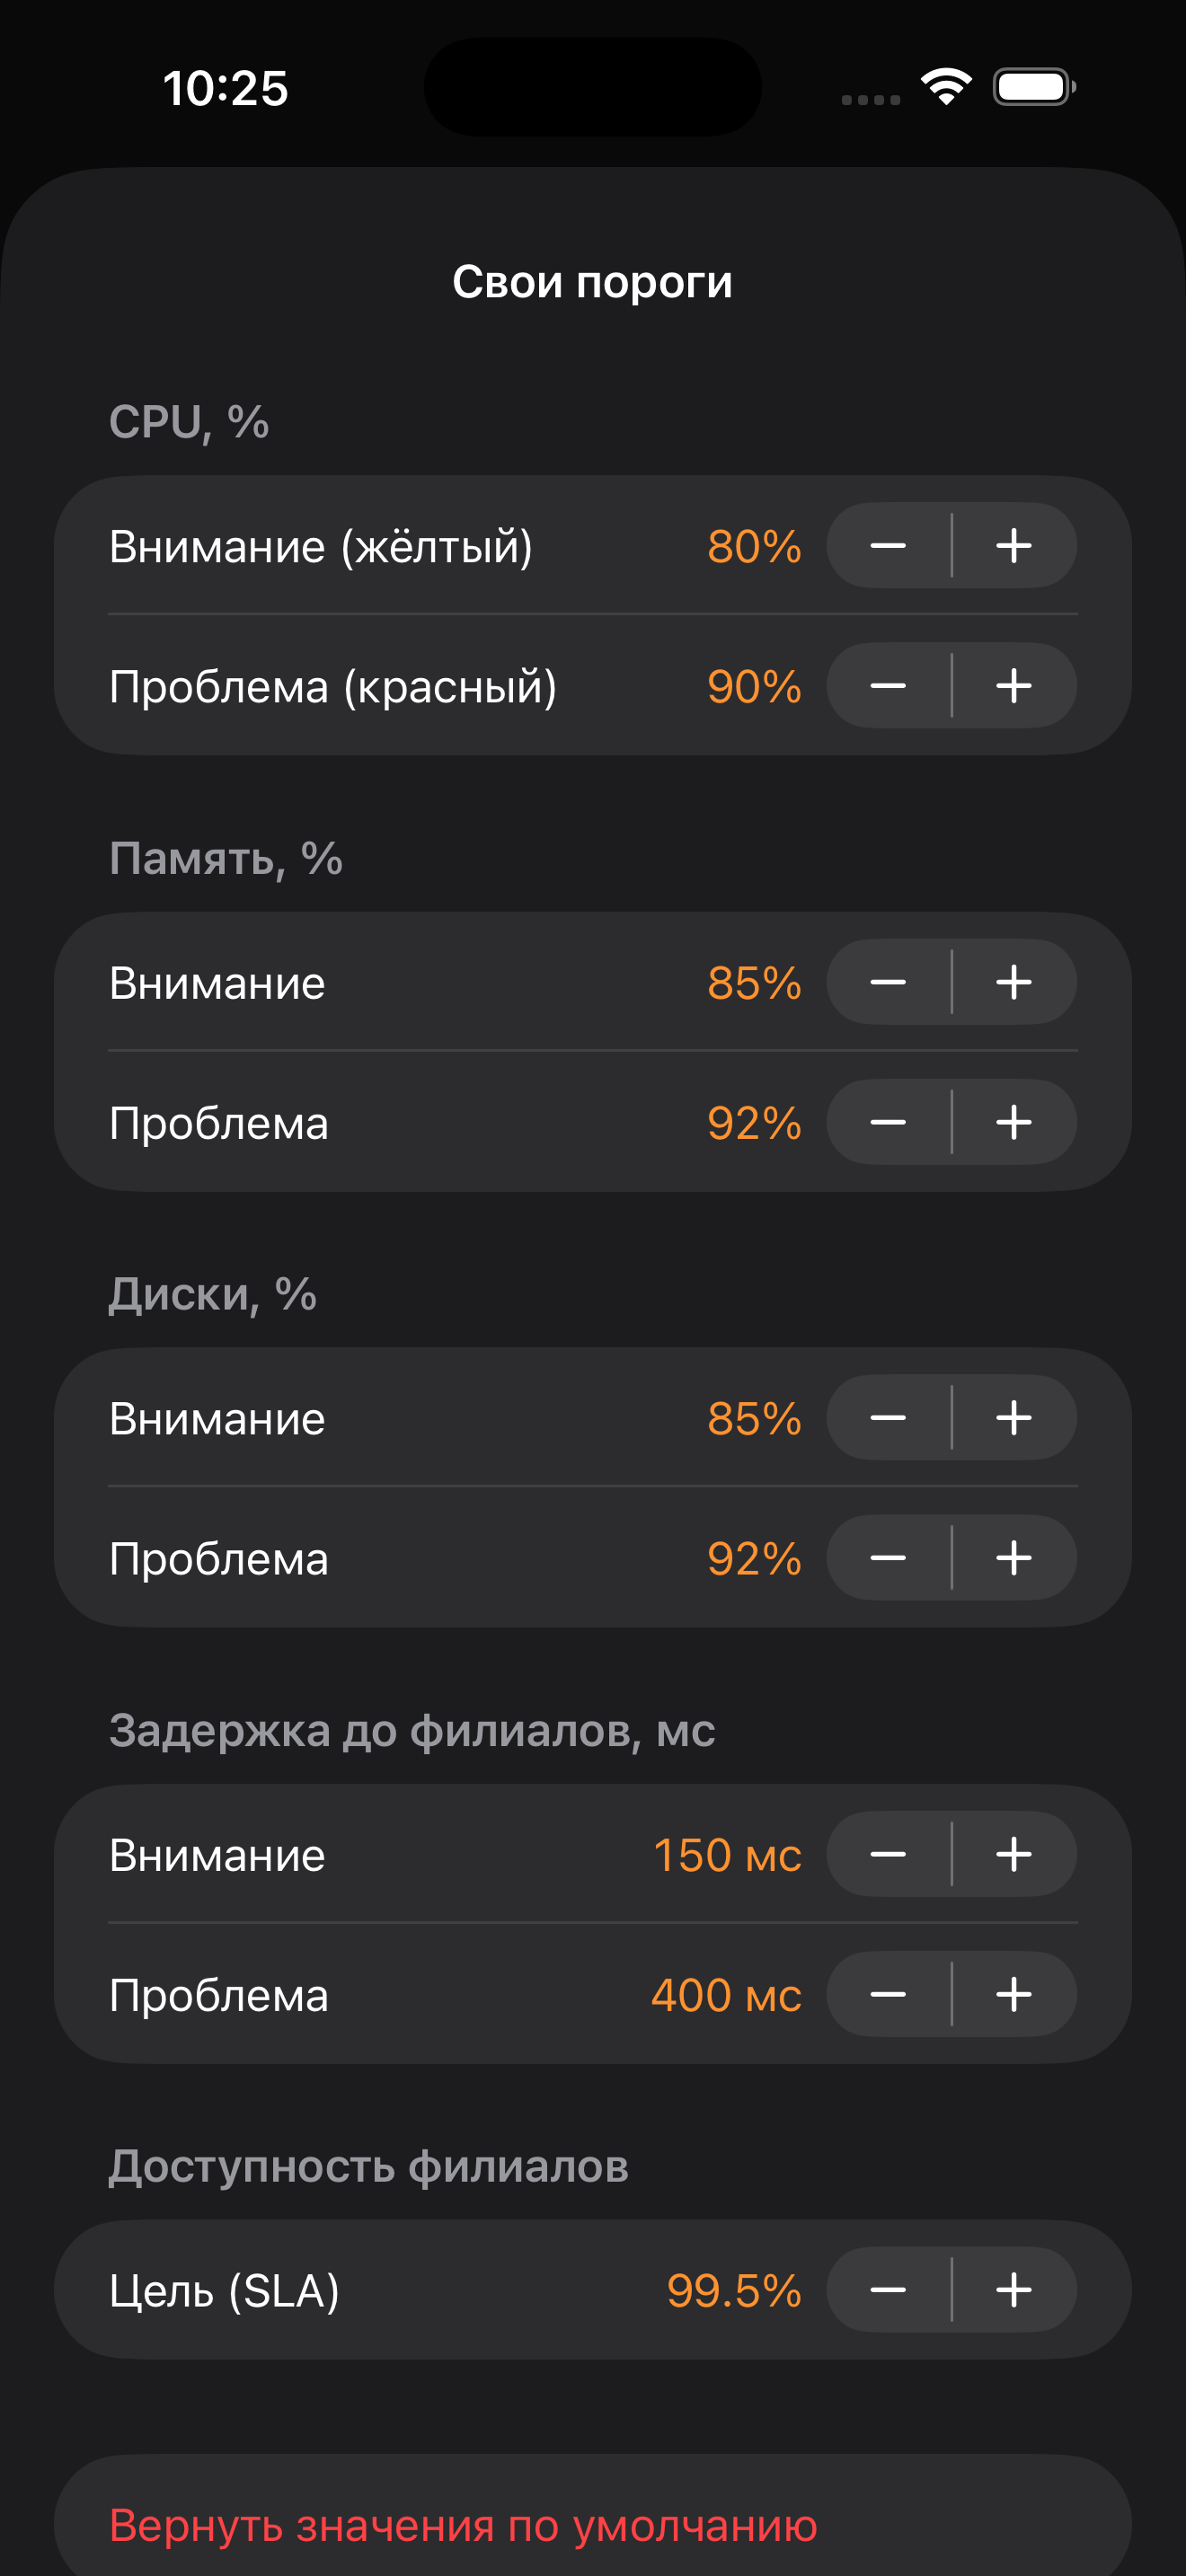 10:25
Свои пороги
CPU, %
Внимание (жёлтый) 80%
Проблема (красный) 90%
Память, %
Внимание 85%
Проблема 92%
Диски, %
Внимание 85%
Проблема 92%
Задержка до филиалов, мс
Внимание 150 мс
Проблема 400 мс
Доступность филиалов
Цель (SLA) 99.5%
Вернуть значения по умолчанию